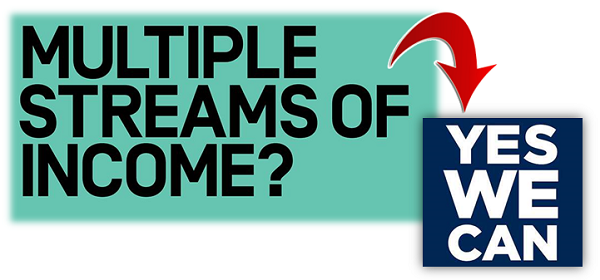 MULTIPLE
STREAMS OF
INCOME?
YES
WE
CAN